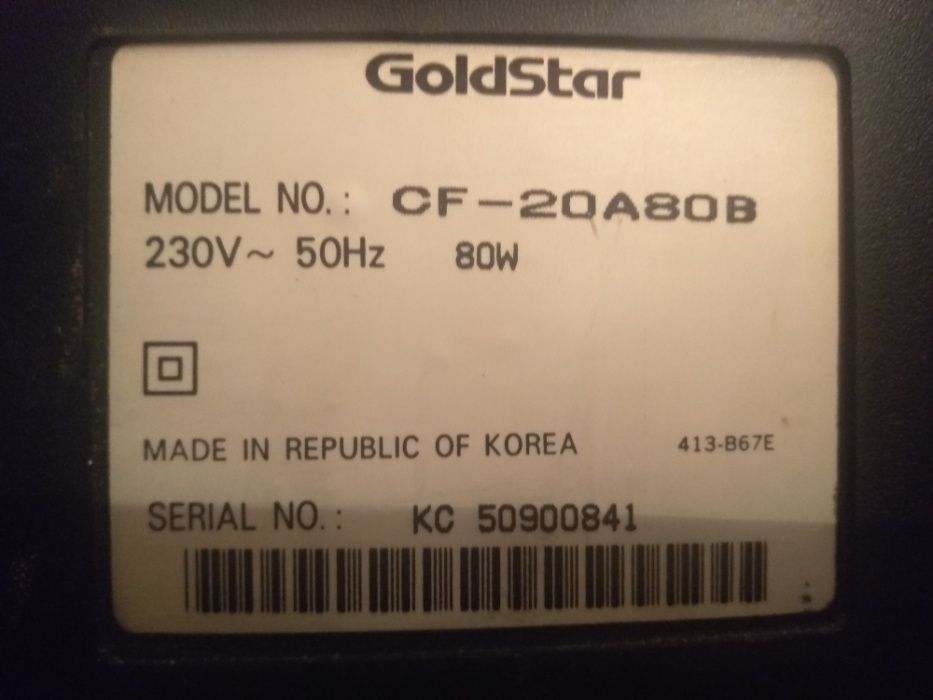 GoldStar
MODEL NO.: CF-20A80B
230V~ 50Hz 80W
MADE IN REPUBLIC OF KOREA 413-B67E
SERIAL NO.: KC 50900841